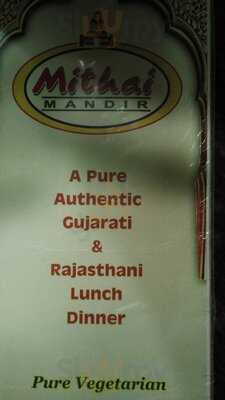 Mithai
MANDIR
A Pure
Authentic
Gujarati
&
Rajasthani
Lunch
Dinner
Pure Vegetarian